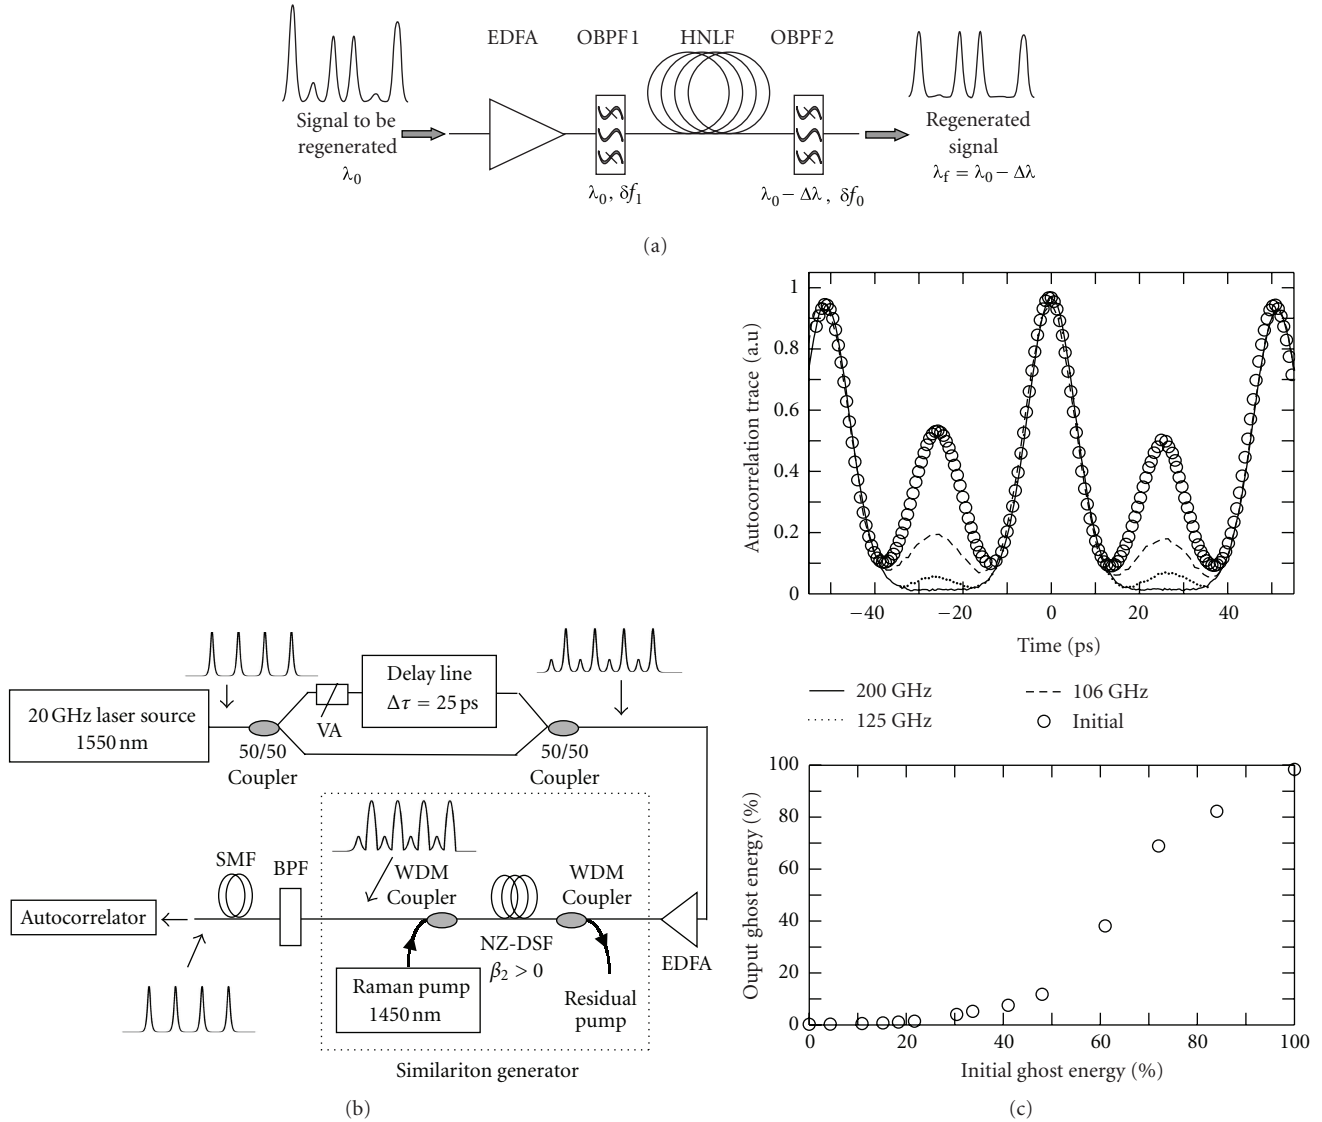 EDFA OBPF1 HNLF OBPF2
Signal to be
regenerated
λ0
λ0, δf1
λ0 − Δλ, δf0
Regenerated
signal
λf = λ0 − Δλ
(a)
20 GHz laser source
1550 nm
50/50
Coupler
VA
Delay line
Δτ = 25 ps
50/50
Coupler
SMF
BPF
Autocorrelator
WDM
Coupler
NZ-DSF
β2 > 0
WDM
Coupler
EDFA
Raman pump
1450 nm
Residual
pump
Similariton generator
(b)
Autocorrelation trace (a.u)
1
0.8
0.6
0.4
0.2
0
−40 −20 0 20 40
Time (ps)
200 GHz
106 GHz
125 GHz
Initial
Ouput ghost energy (%)
100
80
60
40
20
0
0 20 40 60 80 100
Initial ghost energy (%)
(c)